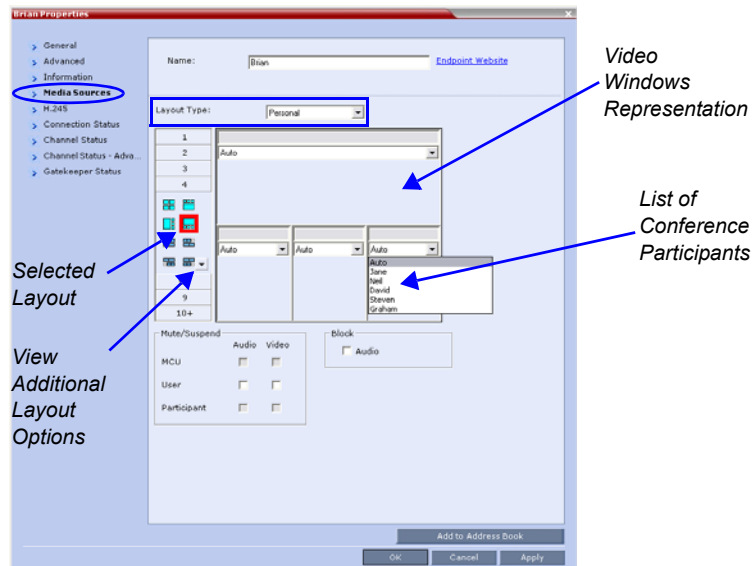 Brian Properties
x
General
Advanced
Information
Media Sources
H.245
Connection Status
Channel Status
Channel Status - Adva...
Gatekeeper Status
Name:
Brian
Endpoint Website
Layout Type:
Personal
1
2
3
4
9
10+
Auto
Auto
Auto
Auto
Auto
Jane
Neil
David
Steven
Graham
Mute/Suspend
Audio Video
MCU
User
Participant
Block
Audio
Add to Address Book
OK
Cancel
Apply
Video
Windows
Representation
List of
Conference
Participants
Selected
Layout
View
Additional
Layout
Options